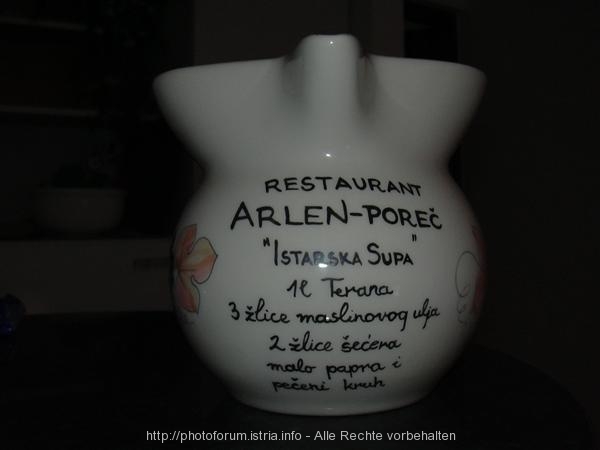 RESTAURANT
ARLEN-POREČ
"ISTARSKA SUPA"
1l Terana
3 žlice maslinovog ulja
2 žlice šećera
malo papra i
pečeni kruh
http://photoforum.istria.info - Alle Rechte vorbehalten